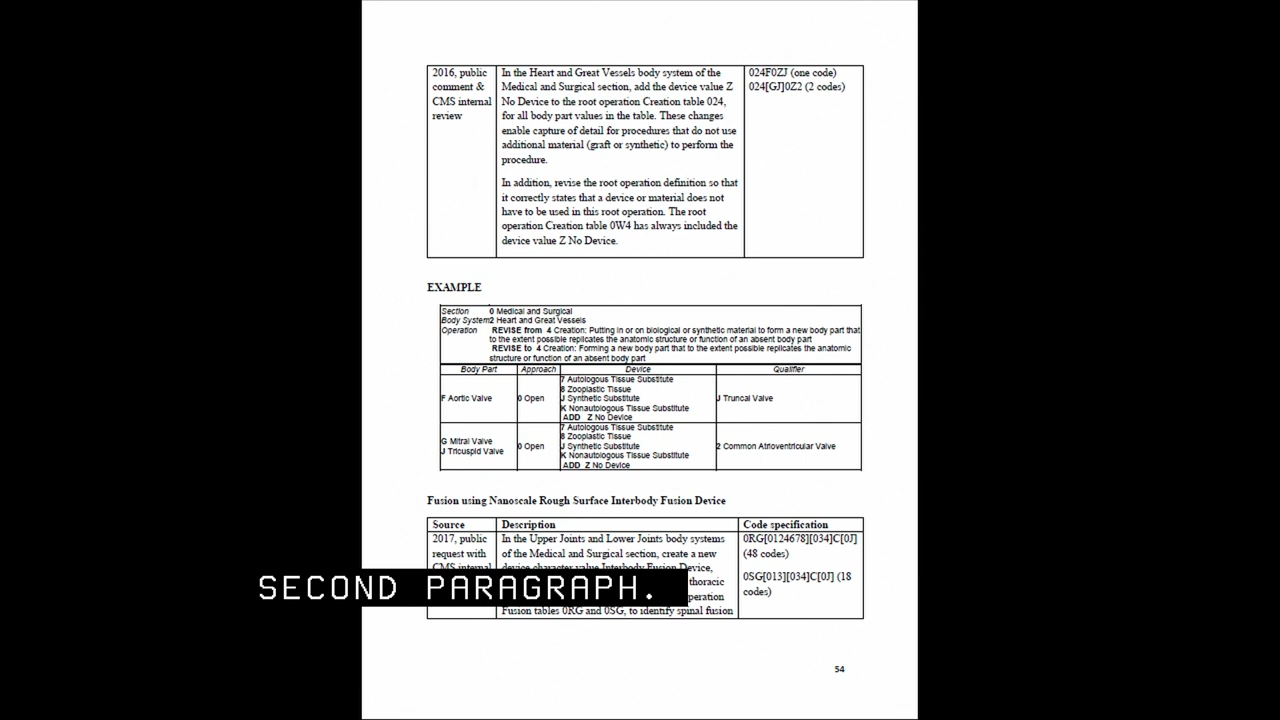 2016, public
comment &
CMS internal
review
In the Heart and Great Vessels body system of the
Medical and Surgical section, add the device value Z
No Device to the root operation Creation table 024,
for all body part values in the table. These changes
enable capture of detail for procedures that do not use
additional material (graft or synthetic) to perform the
procedure.
In addition, revise the root operation definition so that
it correctly states that a device or material does not
have to be used in this root operation. The root
operation Creation table 0W4 has always included the
device value Z No Device.
024F0ZJ (one code)
024[GJ]0Z2 (2 codes)
EXAMPLE
Section 0 Medical and Surgical
Body System 2 Heart and Great Vessels
Operation REVISE from 4 Creation: Putting in or on biological or synthetic material to form a new body part that
to the extent possible replicates the anatomic structure or function of an absent body part
REVISE to 4 Creation: Forming a new body part that to the extent possible replicates the anatomic
structure or function of an absent body part
Body Part Approach Device Qualifier
F Aortic Valve
0 Open
7 Autologous Tissue Substitute
8 Zooplastic Tissue
J Synthetic Substitute
K Nonautologous Tissue Substitute
ADD Z No Device
J Truncal Valve
G Mitral Valve
J Tricuspid Valve
0 Open
7 Autologous Tissue Substitute
8 Zooplastic Tissue
J Synthetic Substitute
K Nonautologous Tissue Substitute
ADD Z No Device
2 Common Atrioventricular Valve
Fusion using Nanoscale Rough Surface Interbody Fusion Device
Source Description Code specification
2017, public
request with
CMS internal
In the Upper Joints and Lower Joints body systems
of the Medical and Surgical section, create a new
device character value Interbody Fusion Device,
thoracic
Fusion tables 0RG and 0SG, to identify spinal fusion
0RG[0124678][034]C[0J]
(48 codes)
0SG[013][034]C[0J] (18
codes)
SECOND PARAGRAPH.
54